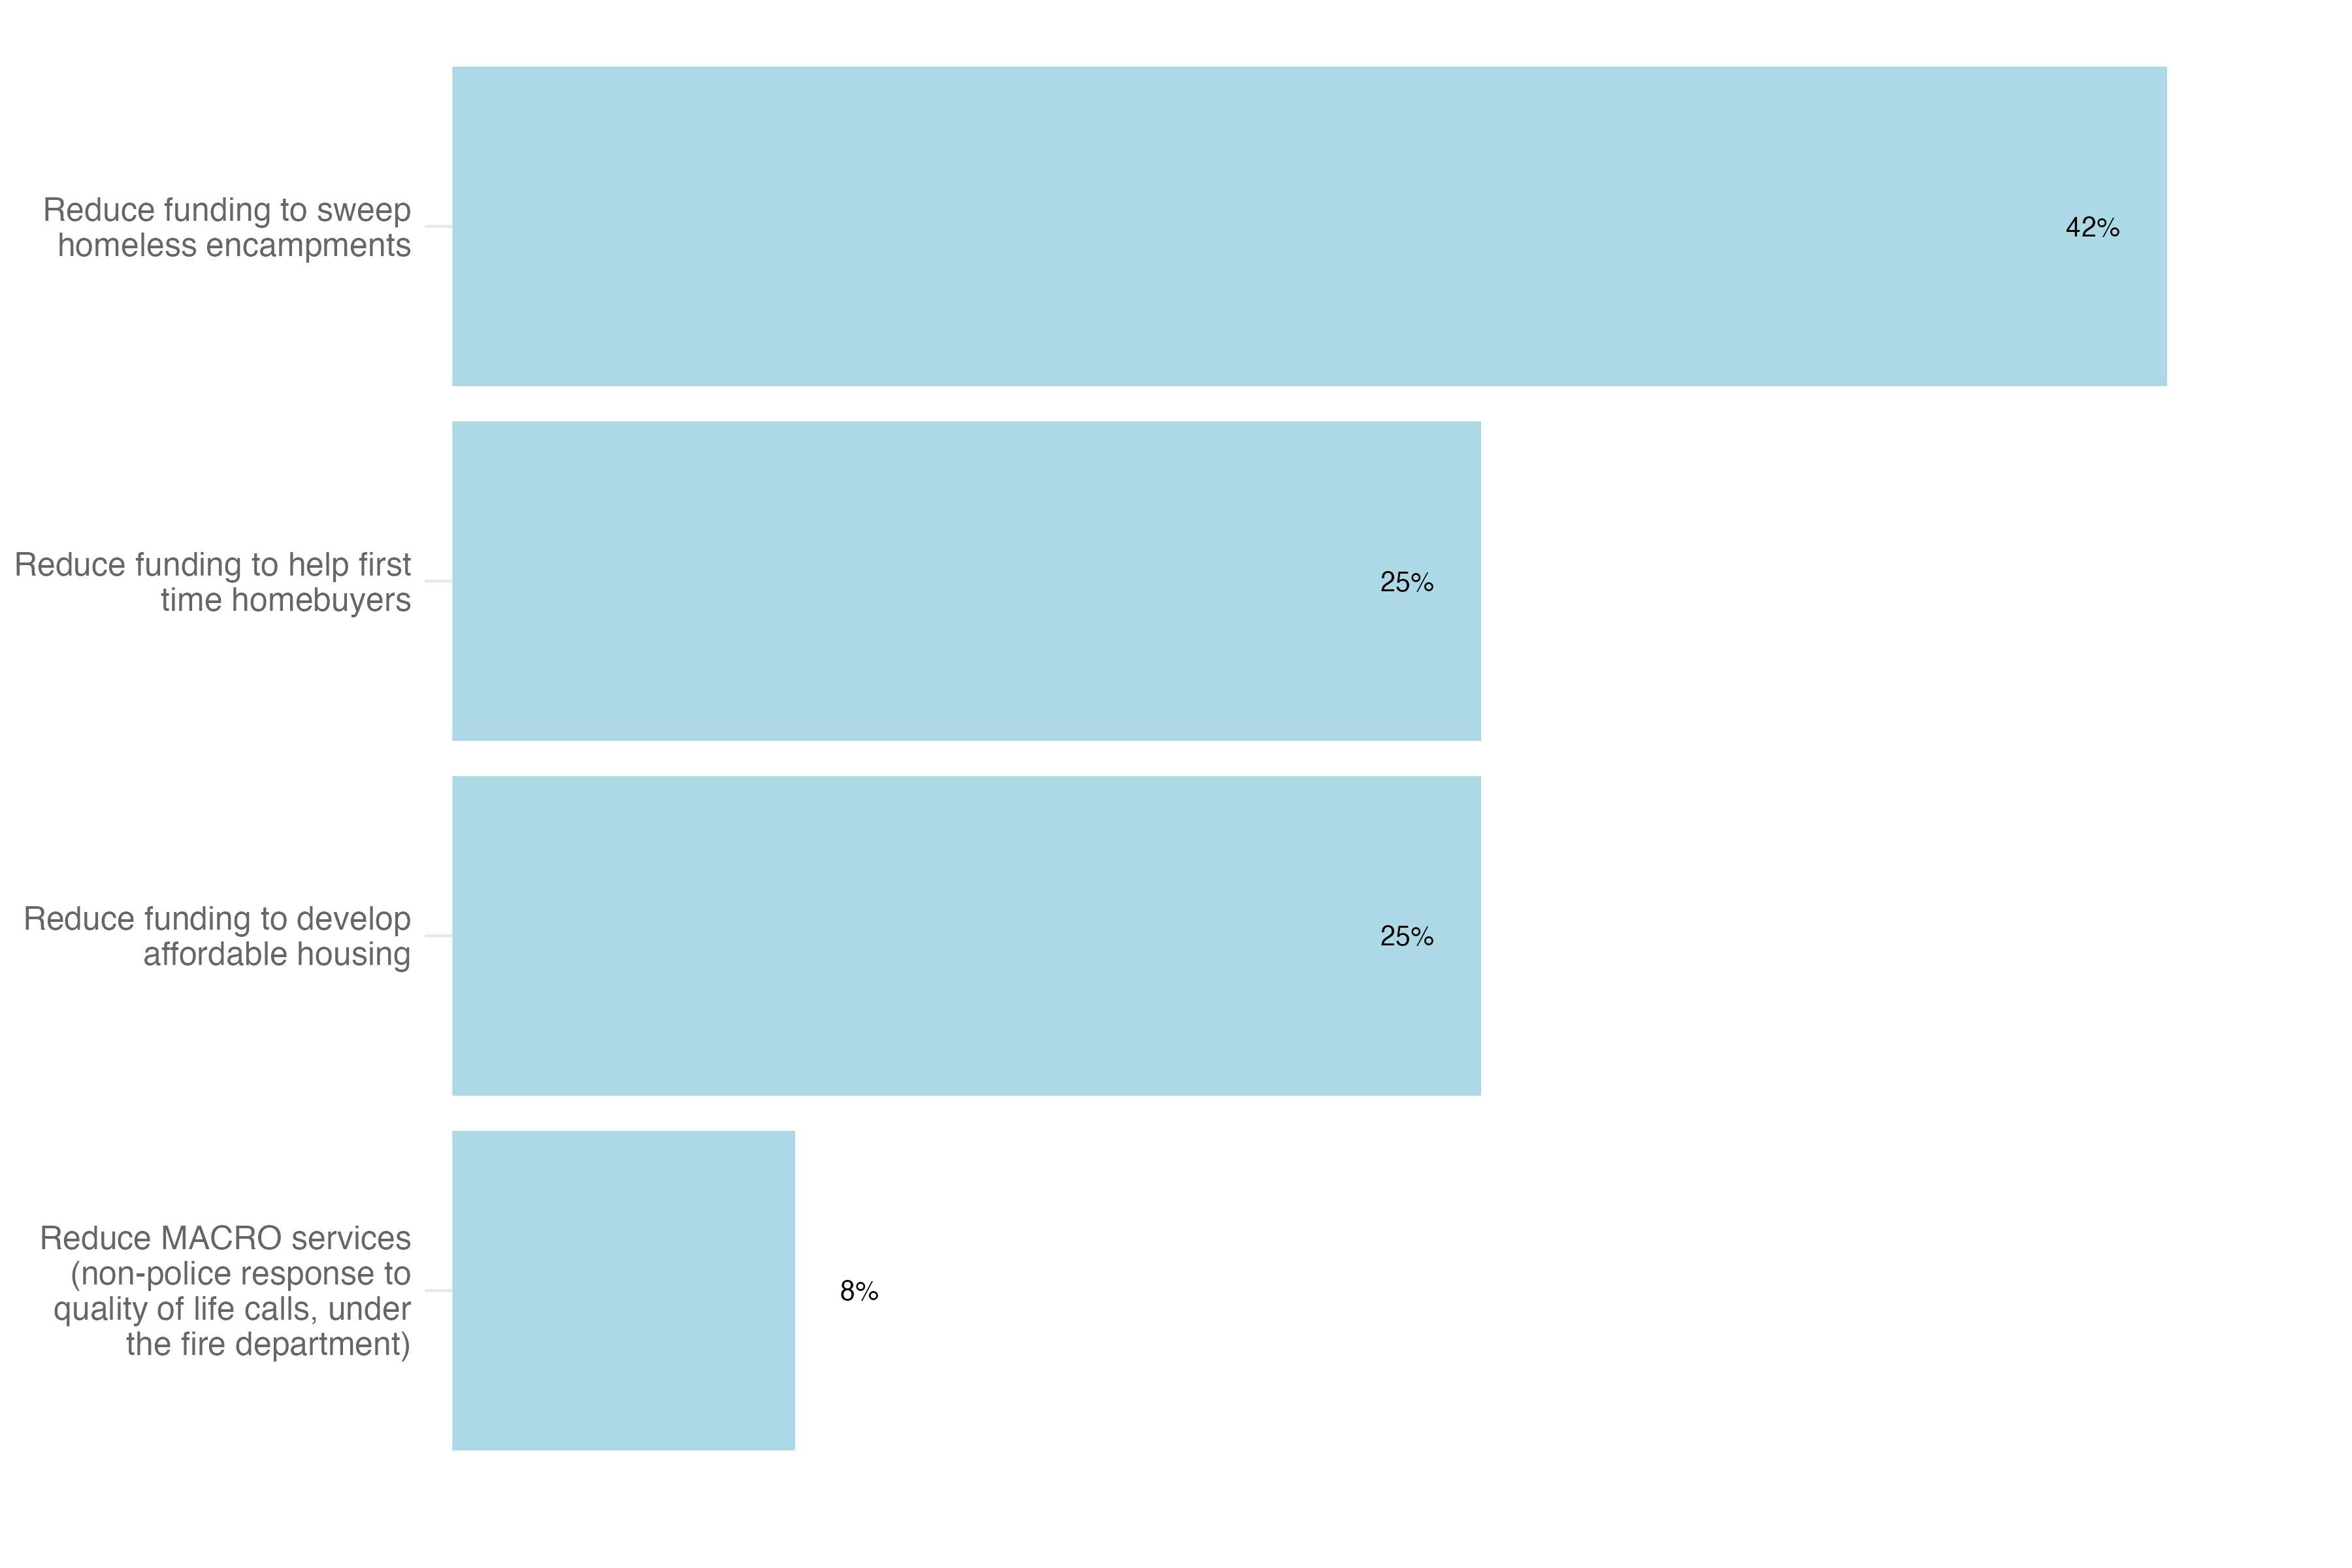 Reduce funding to sweep
homeless encampments
42%
Reduce funding to help first
time homebuyers
25%
Reduce funding to develop
affordable housing
25%
Reduce MACRO services
(non-police response to
quality of life calls, under
the fire department)
8%